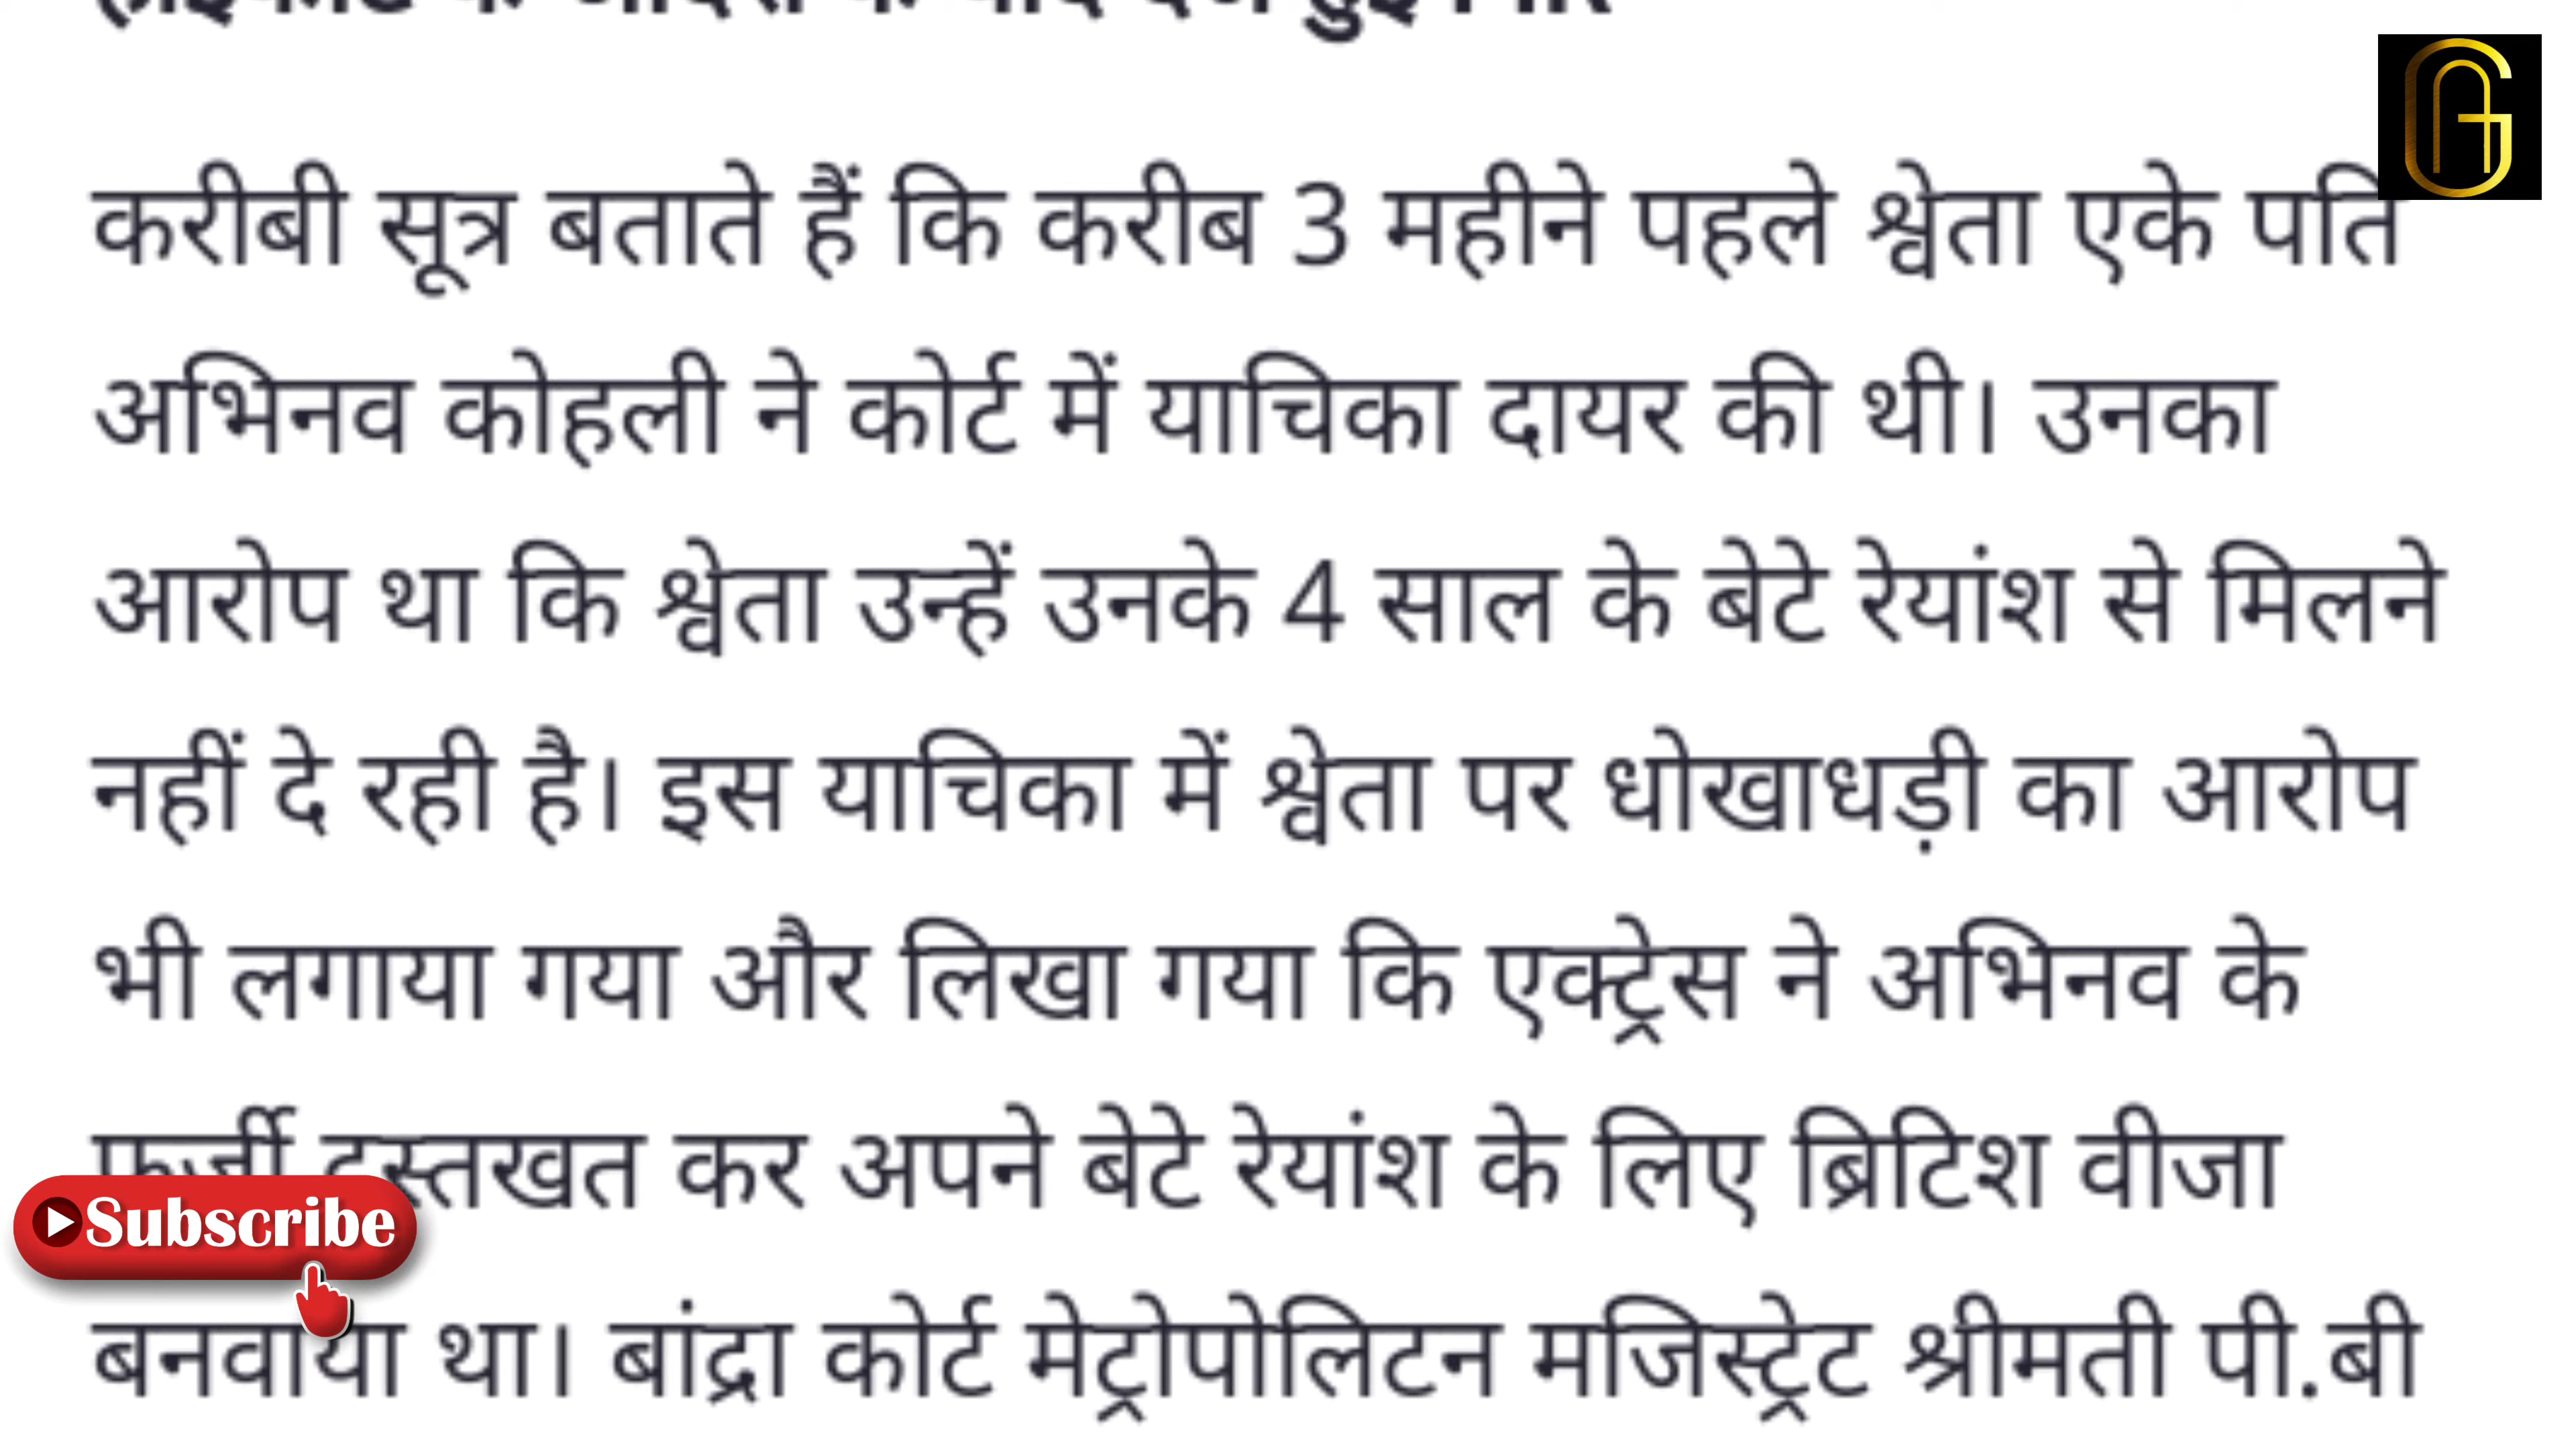 करीबी सूत्र बताते हैं कि करीब 3 महीने पहले श्वेता एके पति
अभिनव कोहली ने कोर्ट में याचिका दायर की थी। उनका
आरोप था कि श्वेता उन्हें उनके 4 साल के बेटे रेयांश से मिलने
नहीं दे रही है। इस याचिका में श्वेता पर धोखाधड़ी का आरोप
भी लगाया गया और लिखा गया कि एक्ट्रेस ने अभिनव के
फर्जी दस्तखत कर अपने बेटे रेयांश के लिए ब्रिटिश वीजा
Subscribe
बनवाया था। बांद्रा कोर्ट मेट्रोपोलिटन मजिस्ट्रेट श्रीमती पी.बी